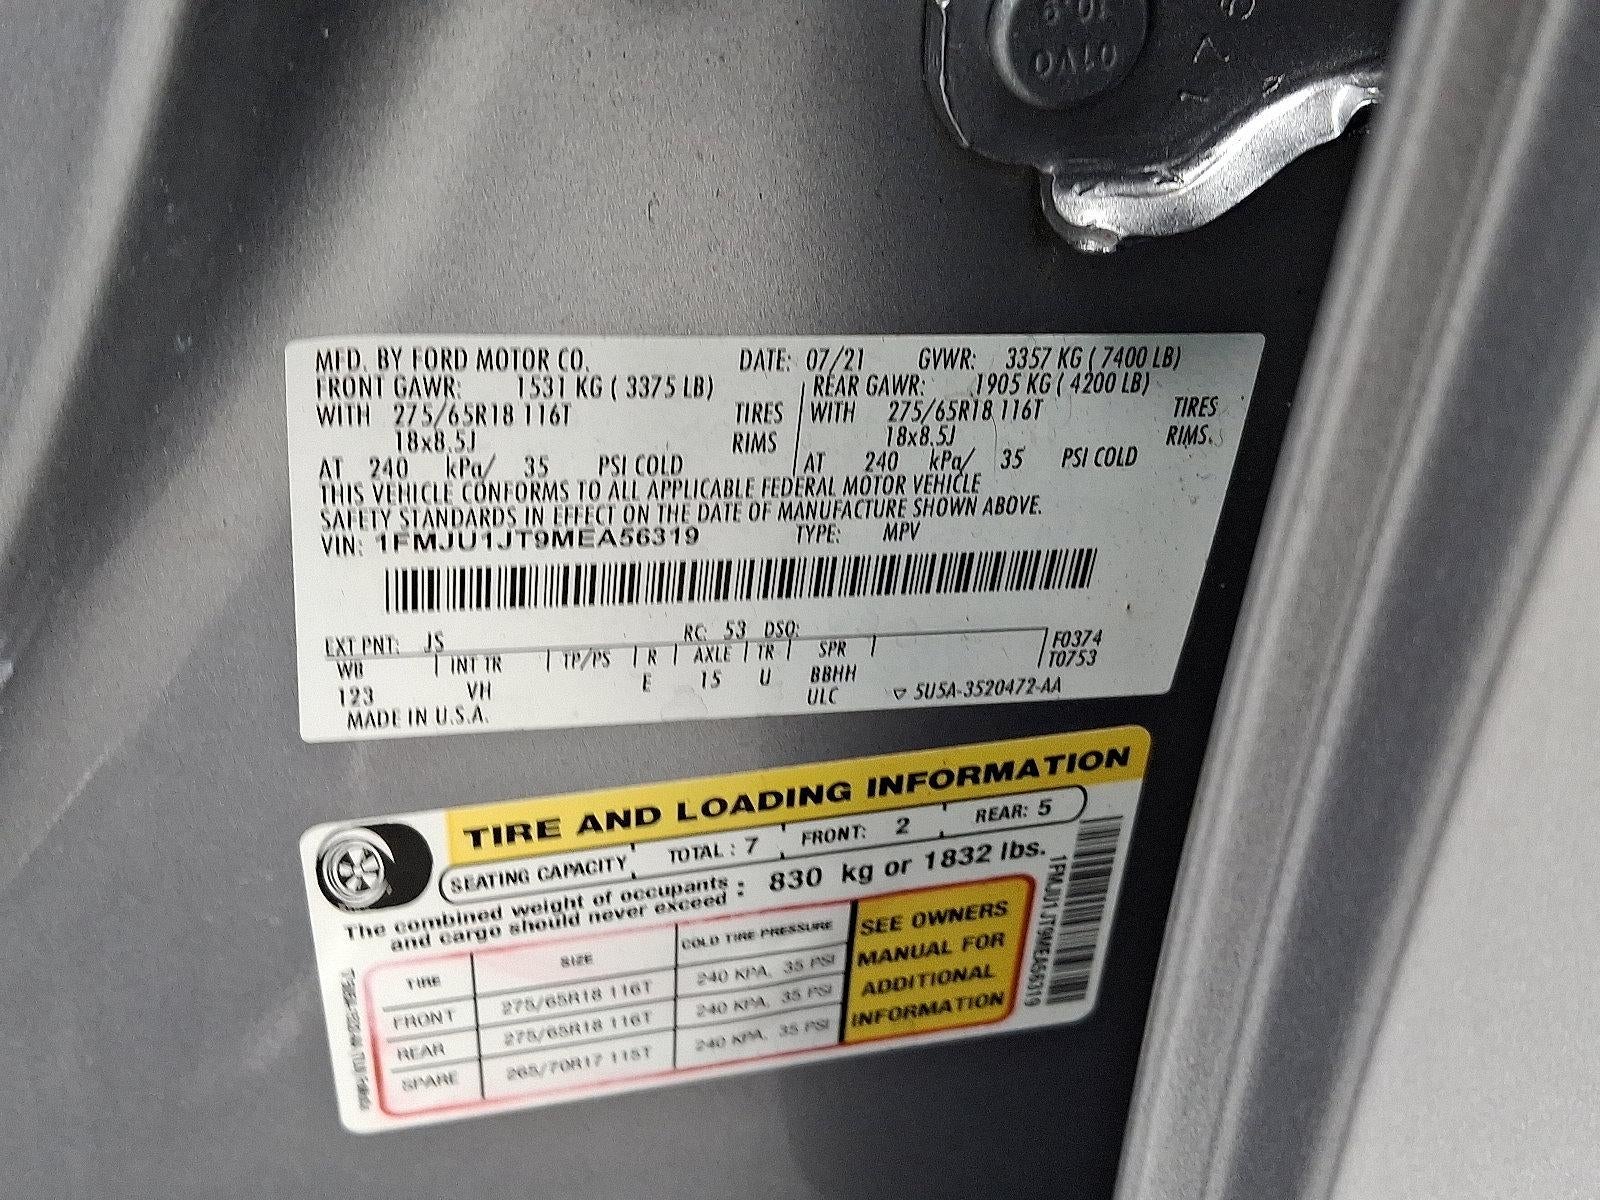 10.9
OYVO
MFD. BY FORD MOTOR CO. DATE: 07/21 GVWR: 3357 KG ( 7400 LB)
FRONT GAWR: 1531 KG ( 3375 LB) REAR GAWR: 1905 KG ( 4200 LB)
WITH 275/65R18 116T TIRES WITH 275/65R18 116T TIRES
18x8.5J RIMS 18x8.5J RIMS
AT 240 kPa/ 35 PSI COLD AT 240 kPa/ 35 PSI COLD
THIS VEHICLE CONFORMS TO ALL APPLICABLE FEDERAL MOTOR VEHICLE
SAFETY STANDARDS IN EFFECT ON THE DATE OF MANUFACTURE SHOWN ABOVE.
VIN: 1FMJU1JT9MEA56319 TYPE: MPV
EXT PNT: JS RC: 53 DSO: F0374
WB INT TR TP/PS R AXLE TR SPR T0753
123 VH E 15 U BBHH
ULC 5U5A-3520472-AA
MADE IN U.S.A.
TIRE AND LOADING INFORMATION
SEATING CAPACITY TOTAL : 7 FRONT: 2 REAR: 5
The combined weight of occupants
and cargo should never exceed : 830 kg or 1832 lbs.
TIRE SIZE COLD TIRE PRESSURE
FRONT 275/65R18 116T 240 KPA, 35 PSI
REAR 275/65R18 116T 240 KPA, 35 PSI
SPARE 265/70R17 115T 240 KPA, 35 PSI
SEE OWNERS
MANUAL FOR
ADDITIONAL
INFORMATION
1FMJU1JT9MEA56319